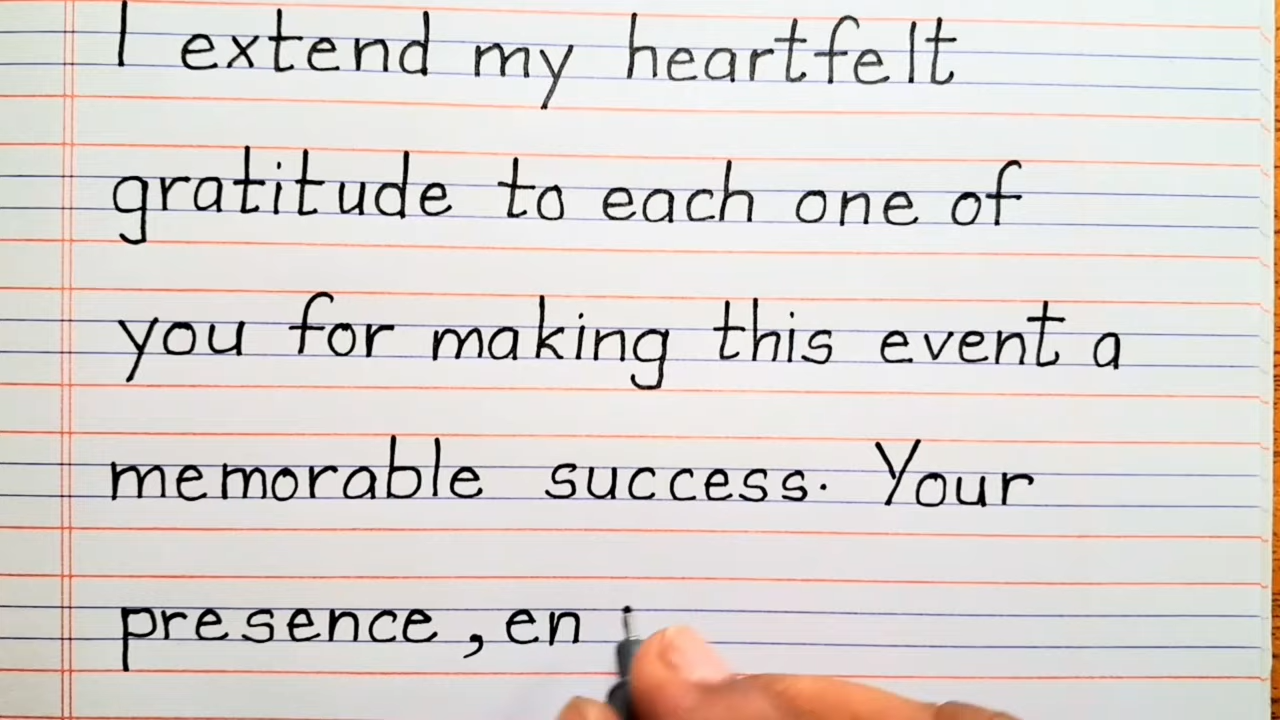 I extend my heartfelt
gratitude to each one of
you for making this event a
memorable success. Your
presence, en